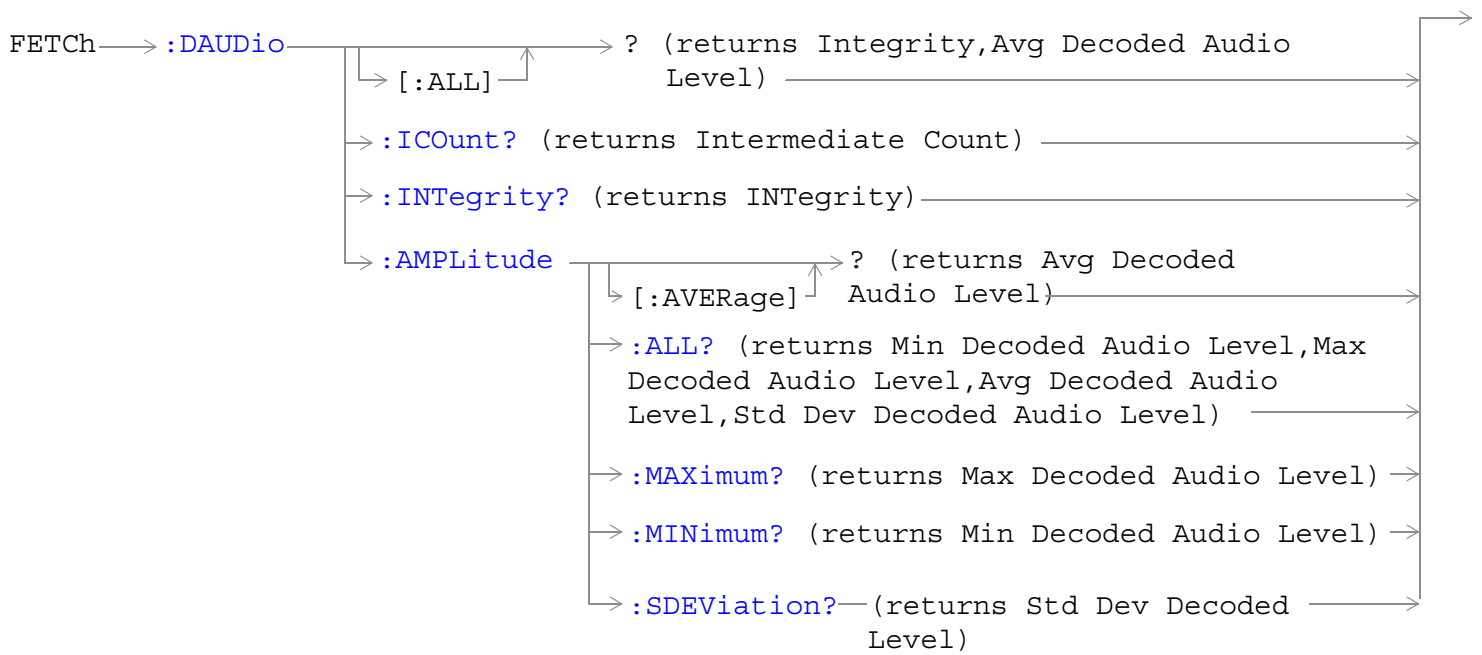 FETCh :DAUDio ? (returns Integrity,Avg Decoded Audio
[:ALL] Level)
:ICOunt? (returns Intermediate Count)
:INTegrity? (returns INTegrity)
:AMPLitude ? (returns Avg Decoded
[:AVERage] Audio Level)
:ALL? (returns Min Decoded Audio Level,Max
Decoded Audio Level,Avg Decoded Audio
Level,Std Dev Decoded Audio Level)
:MAXimum? (returns Max Decoded Audio Level)
:MINimum? (returns Min Decoded Audio Level)
:SDEViation? (returns Std Dev Decoded
Level)